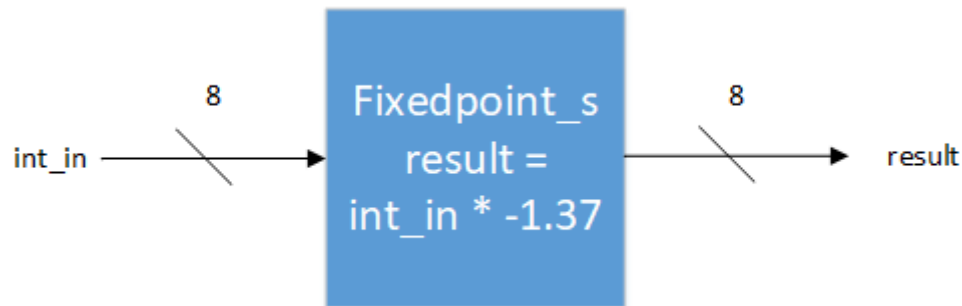 8
8
int_in
Fixedpoint_s
result =
int_in * -1.37
result